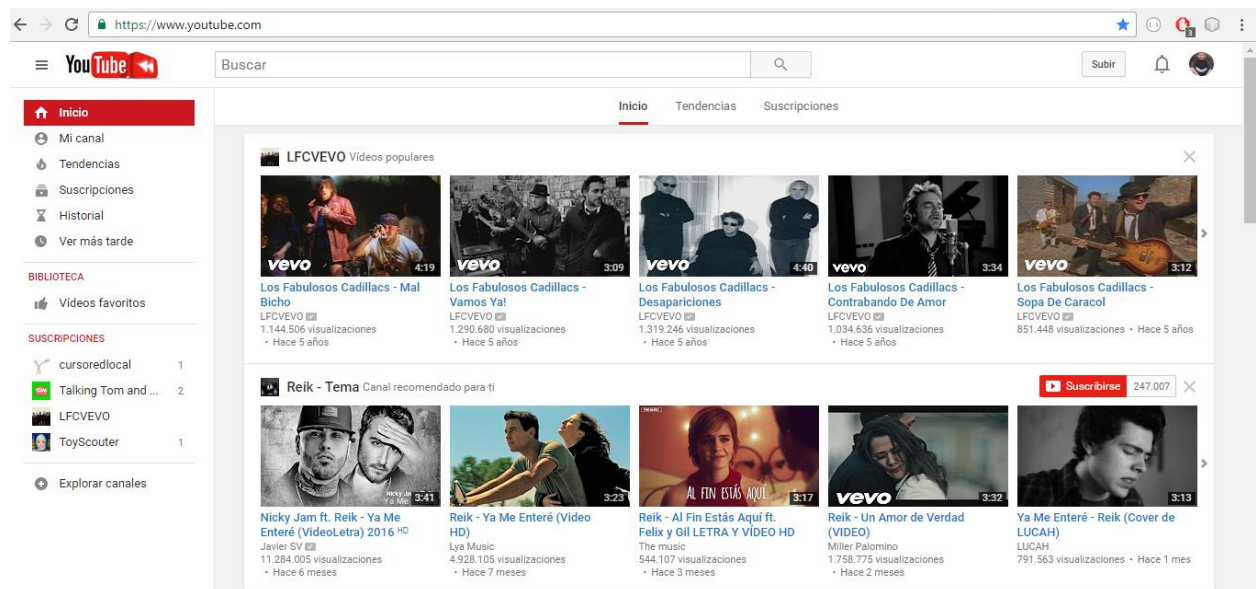 https://www.youtube.com
3
YouTube
Buscar
Subir
Inicio
Mi canal
Tendencias
Suscripciones
Historial
Ver más tarde
BIBLIOTECA
Vídeos favoritos
SUSCRIPCIONES
cursoredlocal 1
Talking Tom and ... 2
LFCVEVO
ToyScouter 1
Explorar canales
Inicio Tendencias Suscripciones
LFCVEVO Vídeos populares
vevo 4:19
vevo 3:09
vevo 4:40
vevo 3:34
vevo 3:12
Los Fabulosos Cadillacs - Mal
Bicho
LFCVEVO
1.144.506 visualizaciones
• Hace 5 años
Los Fabulosos Cadillacs -
Vamos Ya!
LFCVEVO
1.290.680 visualizaciones
• Hace 5 años
Los Fabulosos Cadillacs -
Desapariciones
LFCVEVO
1.319.246 visualizaciones
• Hace 5 años
Los Fabulosos Cadillacs -
Contrabando De Amor
LFCVEVO
1.034.636 visualizaciones
• Hace 5 años
Los Fabulosos Cadillacs -
Sopa De Caracol
LFCVEVO
851.448 visualizaciones • Hace 5 años
Reik - Tema Canal recomendado para ti
Suscribirse 247.007
Nicky Jam
Ya Me
3:41
3:23
AL FIN ESTÁS AQUÍ
3:17
vevo 3:32
3:13
Nicky Jam ft. Reik - Ya Me
Enteré (VideoLetra) 2016 HD
Javier SV
11.284.005 visualizaciones
• Hace 6 meses
Reik - Ya Me Enteré (Video
HD)
Lya Music
4.928.105 visualizaciones
• Hace 7 meses
Reik - Al Fin Estás Aquí ft.
Felix y Gil LETRA Y VÍDEO HD
The music
544.107 visualizaciones
• Hace 3 meses
Reik - Un Amor de Verdad
(VIDEO)
Miller Palomino
1.758.775 visualizaciones
• Hace 2 meses
Ya Me Enteré - Reik (Cover de
LUCAH)
LUCAH
791.563 visualizaciones • Hace 1 mes